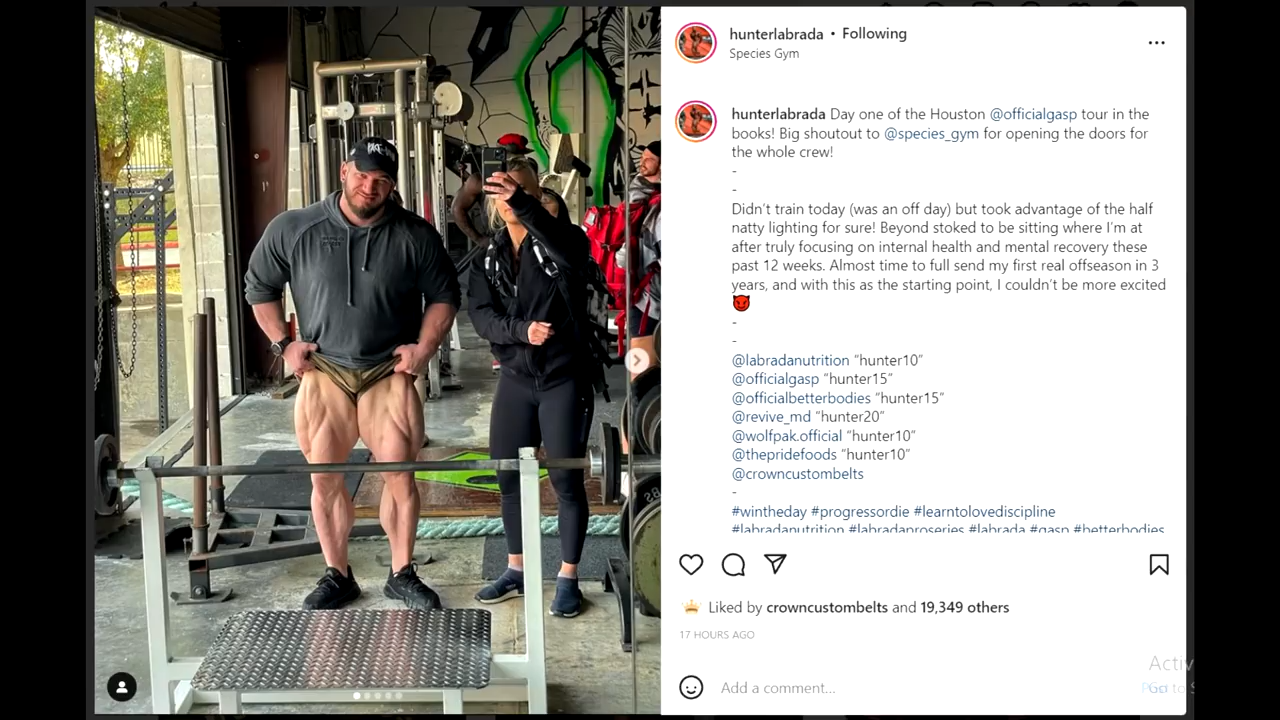 hunterlabrada • Following
Species Gym
hunterlabrada Day one of the Houston @officialgasp tour in the
books! Big shoutout to @species_gym for opening the doors for
the whole crew!
-
-
Didn't train today (was an off day) but took advantage of the half
natty lighting for sure! Beyond stoked to be sitting where I'm at
after truly focusing on internal health and mental recovery these
past 12 weeks. Almost time to full send my first real offseason in 3
years, and with this as the starting point, I couldn't be more excited
😈
-
-
@labradanutrition "hunter10"
@officialgasp "hunter15"
@officialbetterbodies "hunter15"
@revive_md "hunter20"
@wolfpak.official "hunter10"
@thepridefoods "hunter10"
@crowncustombelts
-
#wintheday #progressordie #learntolovediscipline
#labradanutrition #labradaproseries #labrada #gasp #betterbodies
Liked by crowncustombelts and 19,349 others
17 HOURS AGO
Add a comment...